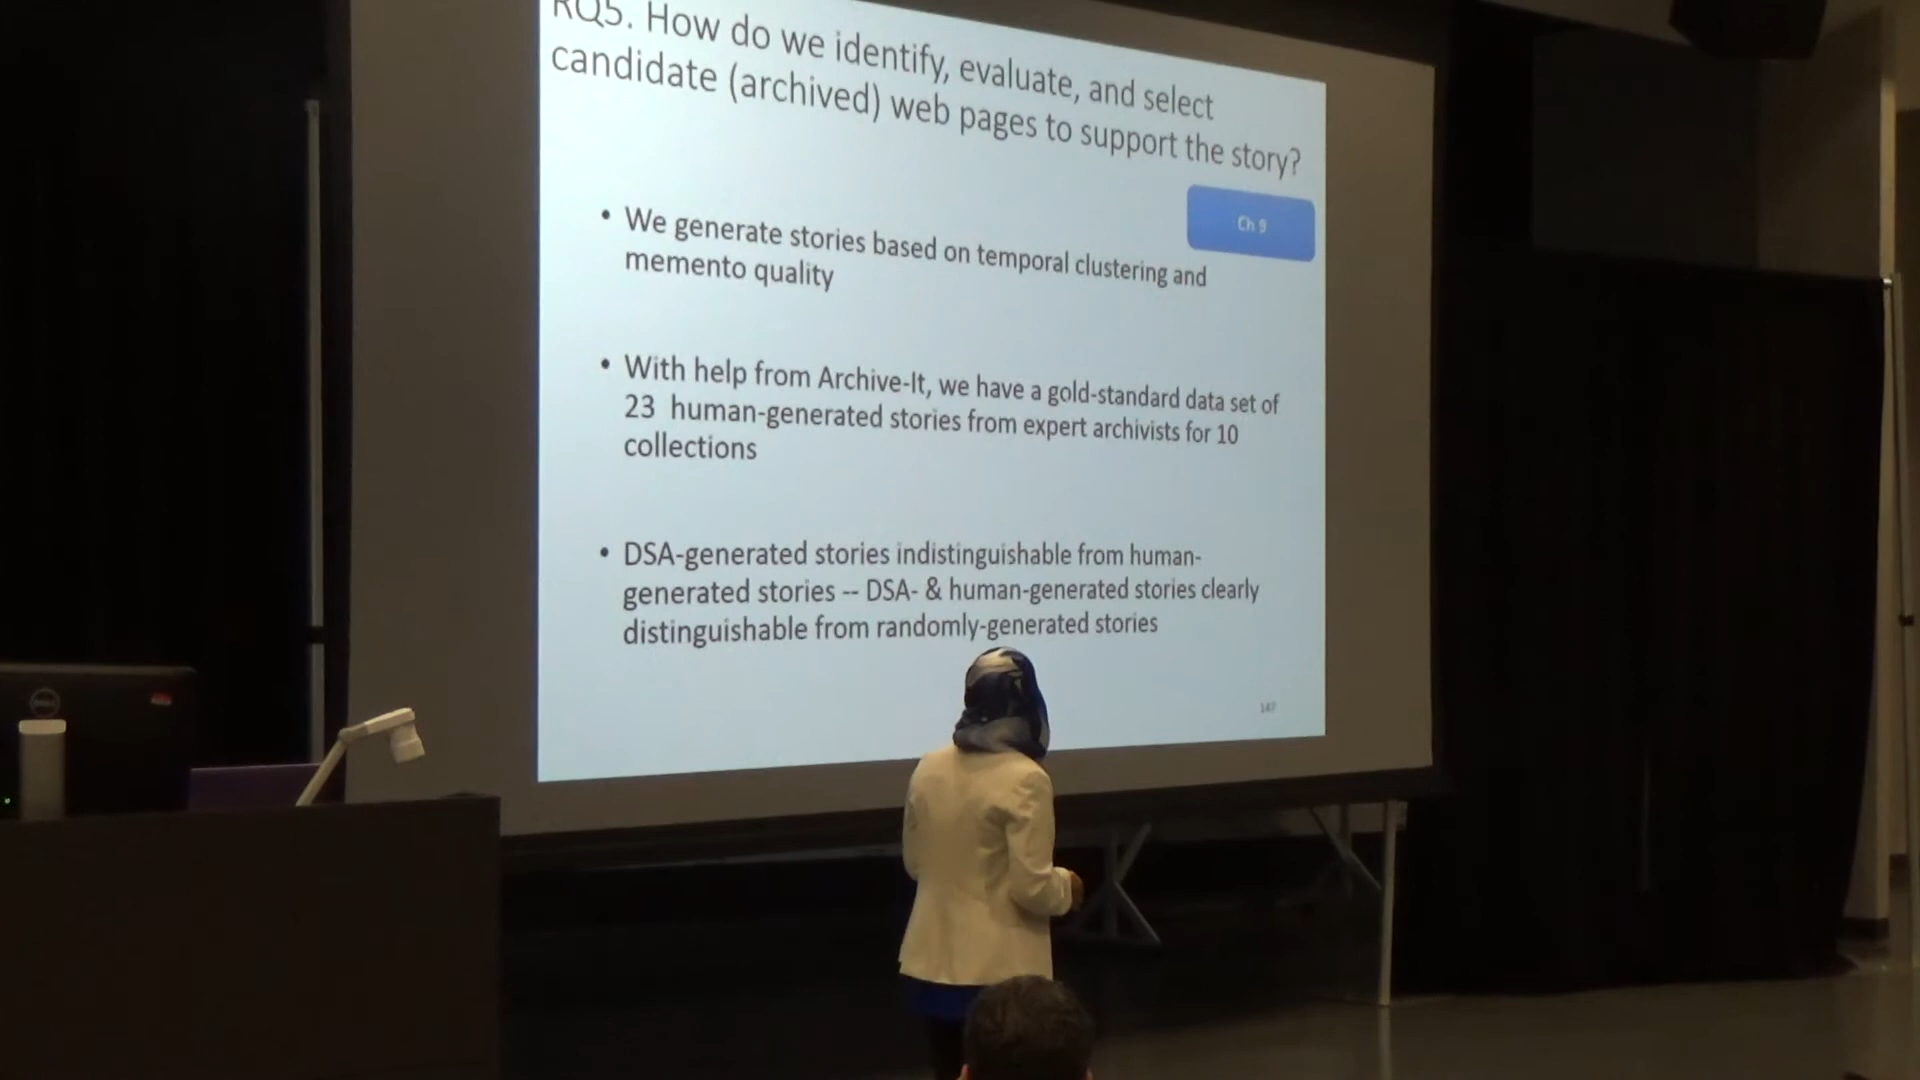 RQ5. How do we identify, evaluate, and select
candidate (archived) web pages to support the story?
Ch 9
• We generate stories based on temporal clustering and
memento quality
• With help from Archive-It, we have a gold-standard data set of
23 human-generated stories from expert archivists for 10
collections
• DSA-generated stories indistinguishable from human-
generated stories -- DSA- & human-generated stories clearly
distinguishable from randomly-generated stories
147
DELL